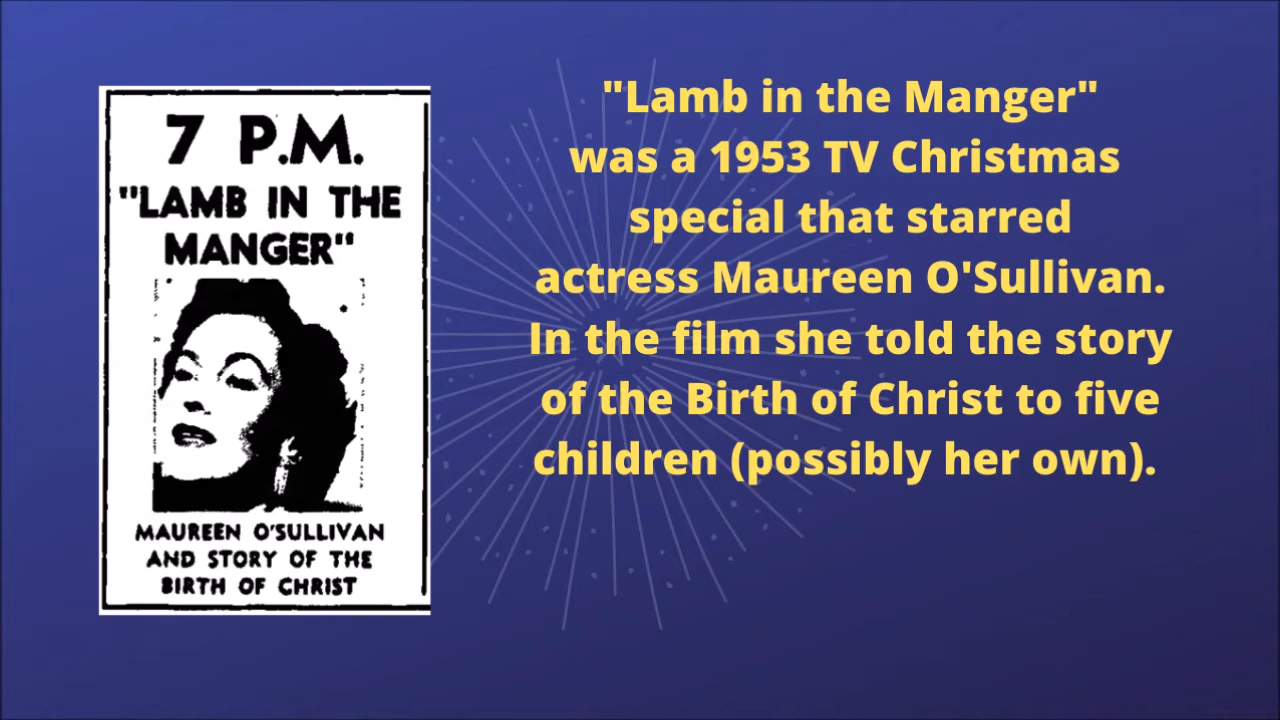 7 P.M.
"LAMB IN THE
MANGER"
MAUREEN O'SULLIVAN
AND STORY OF THE
BIRTH OF CHRIST
"Lamb in the Manger"
was a 1953 TV Christmas
special that starred
actress Maureen O'Sullivan.
In the film she told the story
of the Birth of Christ to five
children (possibly her own).